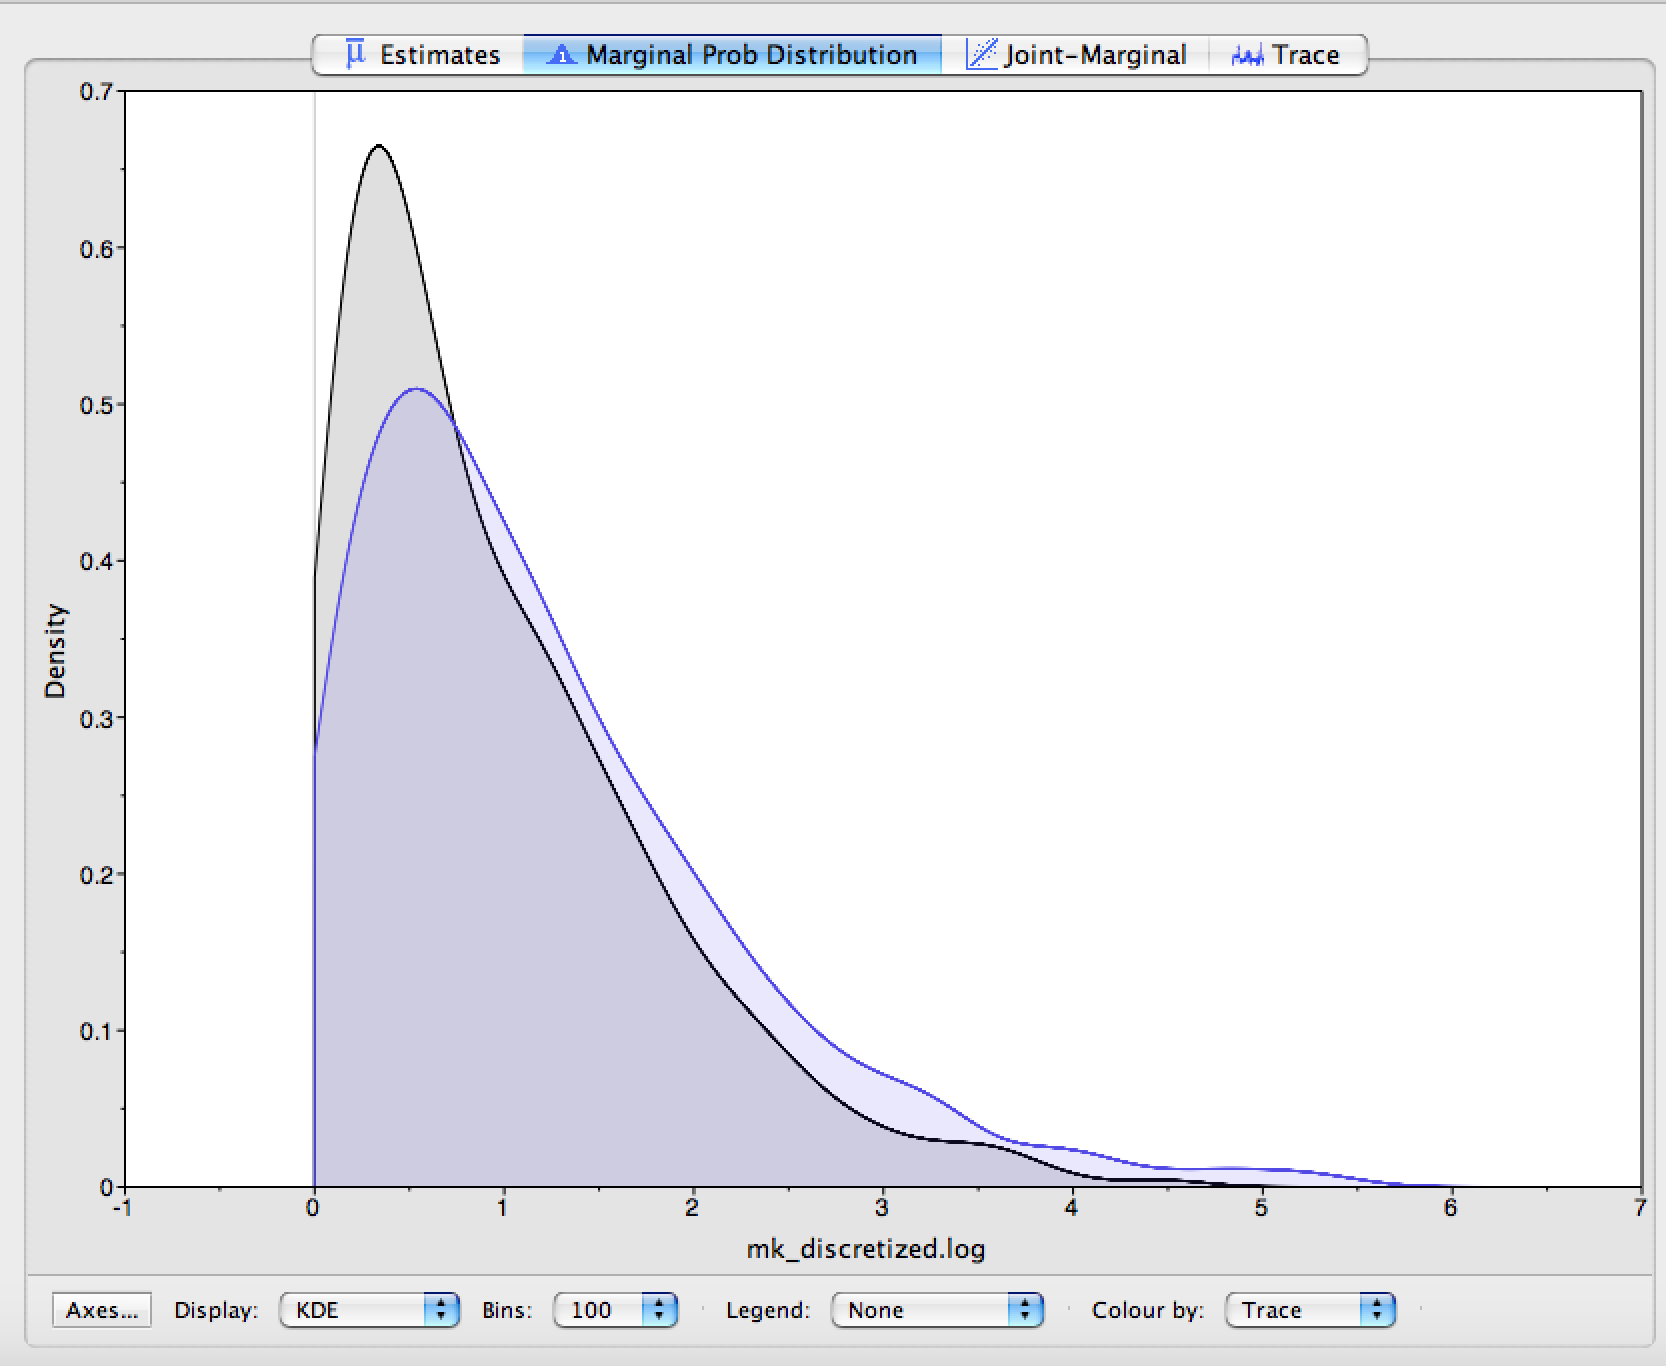 Estimates Marginal Prob Distribution Joint-Marginal Trace
0.7
0.6
0.5
0.4
0.3
0.2
0.1
0
Density
-1 0 1 2 3 4 5 6 7
mk_discretized.log
Axes... Display: KDE Bins: 100 Legend: None Colour by: Trace